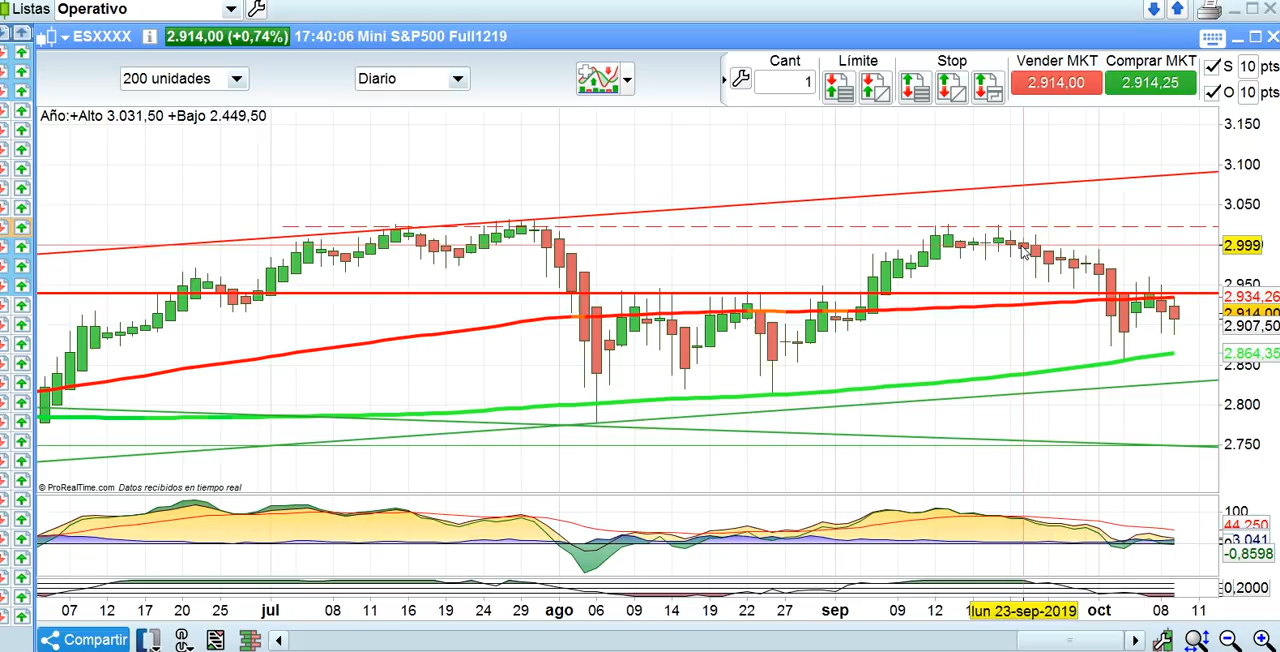 Listas Operativo
ESXXXX i 2.914,00 (+0,74%) 17:40:06 Mini S&P500 Full1219
Cant Límite Stop Vender MKT Comprar MKT
S 10 pts
200 unidades Diario
1 2.914,00 2.914,25
O 10 pts
Año:+Alto 3.031,50 +Bajo 2.449,50
3.150
3.100
3.050
2.999
2.950
2.934,26
2.914,00
2.907,50
2.864,35
2.850
2.800
2.750
© ProRealTime.com Datos recibidos en tiempo real
100
44,250
0
3,041
-0,8598
0,2000
07 12 17 20 25 jul 08 11 16 19 24 29 ago 06 09 14 19 22 27 sep 09 12 lun 23-sep-2019 oct 08 11
Compartir